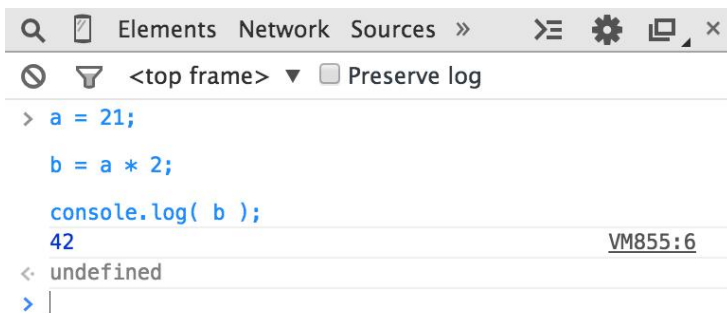 Elements Network Sources »
<top frame> ▼ Preserve log
> a = 21;
b = a * 2;
console.log( b );
42 VM855:6
undefined
>